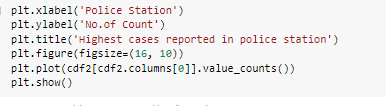 plt.xlabel('Police Station')
plt.ylabel('No.of Count')
plt.title('Highest cases reported in police station')
plt.figure(figsize=(16, 10))
plt.plot(cdf2[cdf2.columns[0]].value_counts())
plt.show()